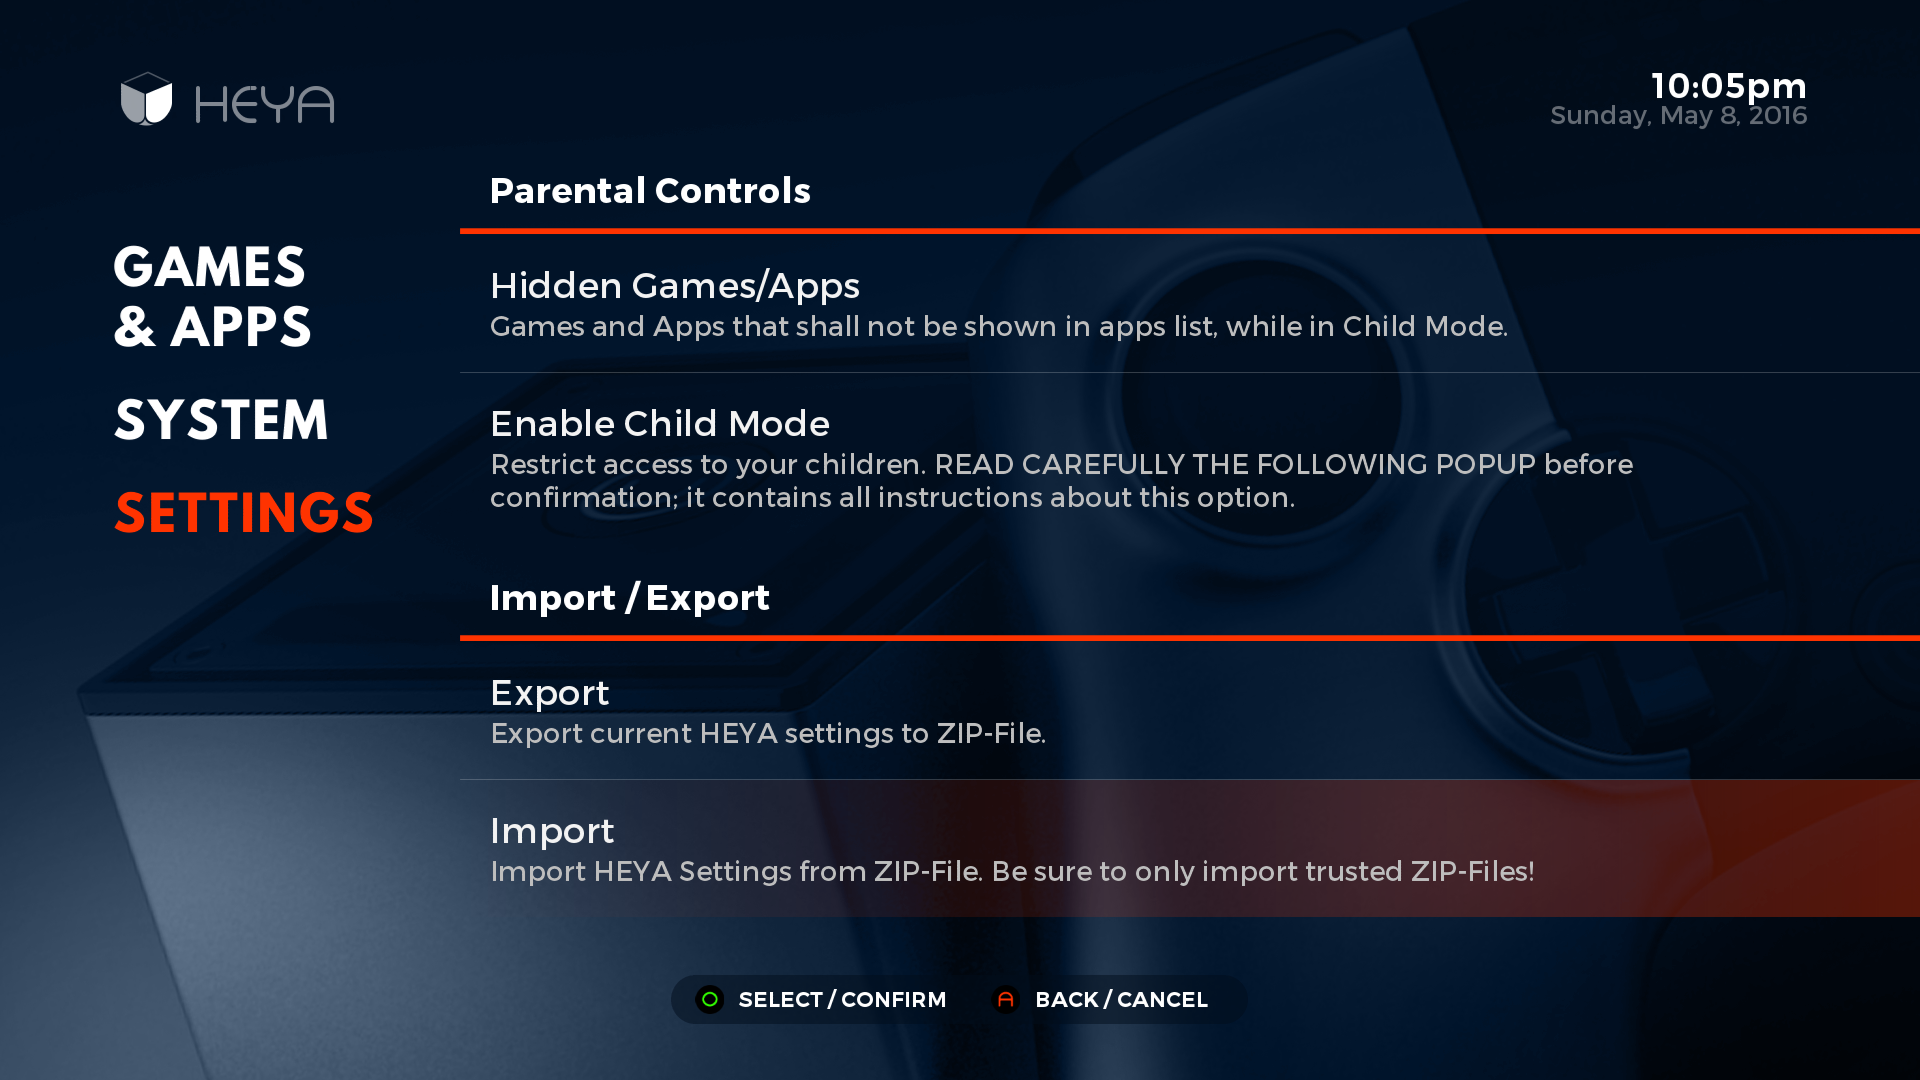 HEYA
10:05pm
Sunday, May 8, 2016
GAMES
& APPS
SYSTEM
SETTINGS
Parental Controls
Hidden Games/Apps
Games and Apps that shall not be shown in apps list, while in Child Mode.
Enable Child Mode
Restrict access to your children. READ CAREFULLY THE FOLLOWING POPUP before
confirmation; it contains all instructions about this option.
Import / Export
Export
Export current HEYA settings to ZIP-File.
Import
Import HEYA Settings from ZIP-File. Be sure to only import trusted ZIP-Files!
O SELECT / CONFIRM A BACK / CANCEL